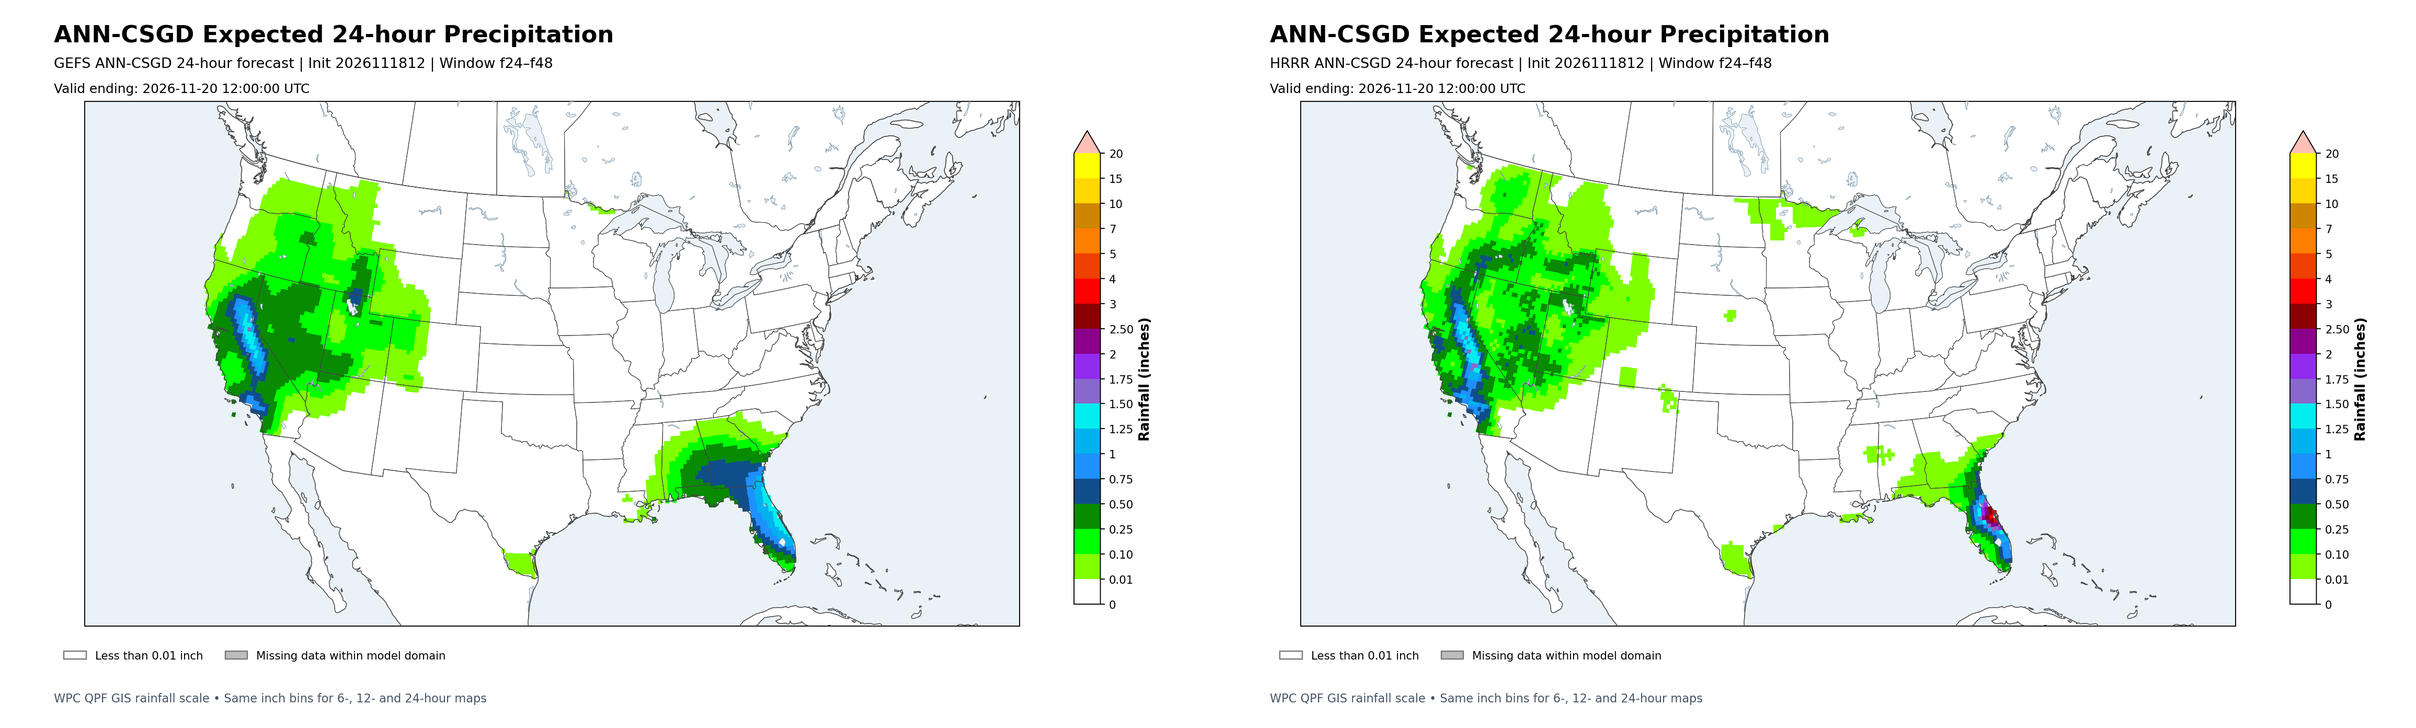 ANN-CSGD Expected 24-hour Precipitation
GEFS ANN-CSGD 24-hour forecast | Init 2026111812 | Window f24–f48
Valid ending: 2026-11-20 12:00:00 UTC
20
15
10
7
5
4
3
2.50
2
1.75
1.50
1.25
1
0.75
0.50
0.25
0.10
0.01
0
Rainfall (inches)
Less than 0.01 inch
Missing data within model domain
WPC QPF GIS rainfall scale • Same inch bins for 6-, 12- and 24-hour maps
ANN-CSGD Expected 24-hour Precipitation
HRRR ANN-CSGD 24-hour forecast | Init 2026111812 | Window f24–f48
Valid ending: 2026-11-20 12:00:00 UTC
20
15
10
7
5
4
3
2.50
2
1.75
1.50
1.25
1
0.75
0.50
0.25
0.10
0.01
0
Rainfall (inches)
Less than 0.01 inch
Missing data within model domain
WPC QPF GIS rainfall scale • Same inch bins for 6-, 12- and 24-hour maps